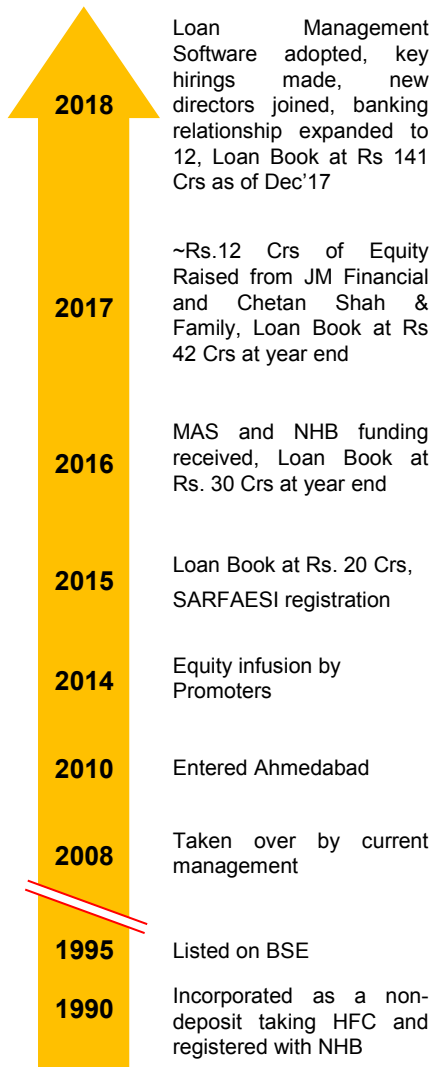 2018
Loan Management
Software adopted, key
hirings made, new
directors joined, banking
relationship expanded to
12, Loan Book at Rs 141
Crs as of Dec’17
2017
~Rs.12 Crs of Equity
Raised from JM Financial
and Chetan Shah &
Family, Loan Book at Rs
42 Crs at year end
2016
MAS and NHB funding
received, Loan Book at
Rs. 30 Crs at year end
2015
Loan Book at Rs. 20 Crs,
SARFAESI registration
2014
Equity infusion by
Promoters
2010
Entered Ahmedabad
2008
Taken over by current
management
1995
Listed on BSE
1990
Incorporated as a non-
deposit taking HFC and
registered with NHB